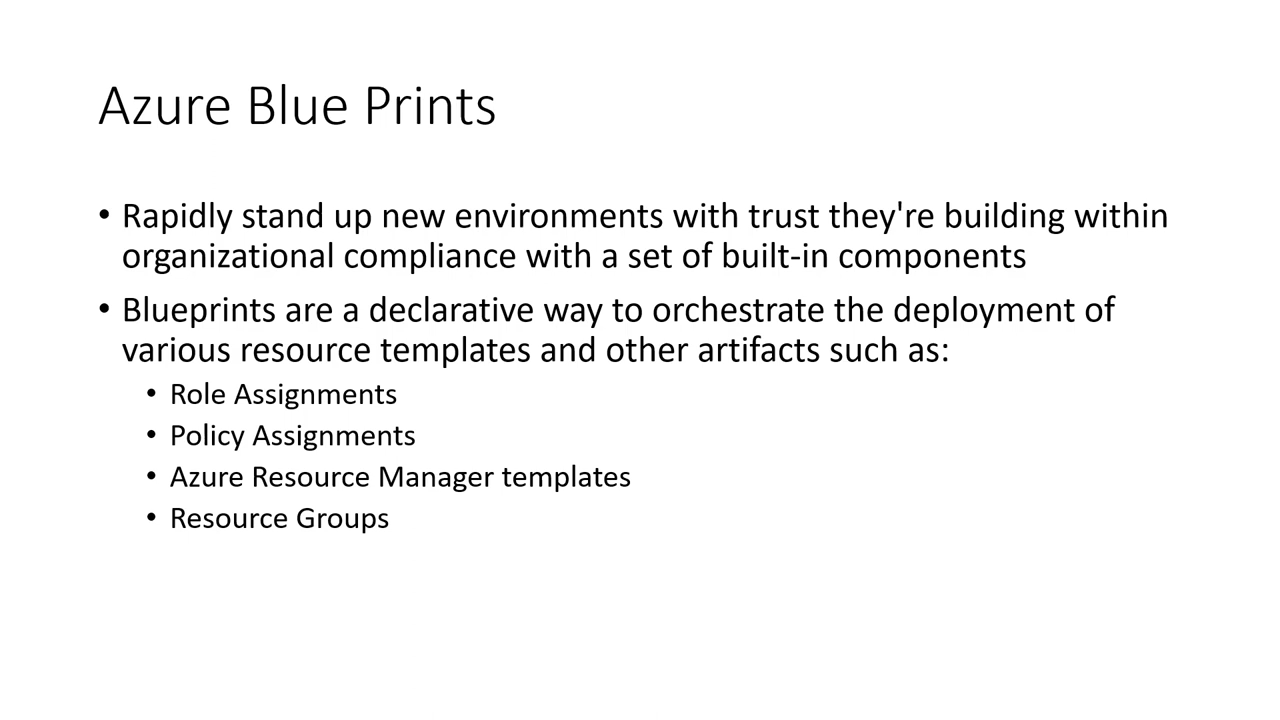 Azure Blue Prints
• Rapidly stand up new environments with trust they're building within
organizational compliance with a set of built-in components
• Blueprints are a declarative way to orchestrate the deployment of
various resource templates and other artifacts such as:
• Role Assignments
• Policy Assignments
• Azure Resource Manager templates
• Resource Groups